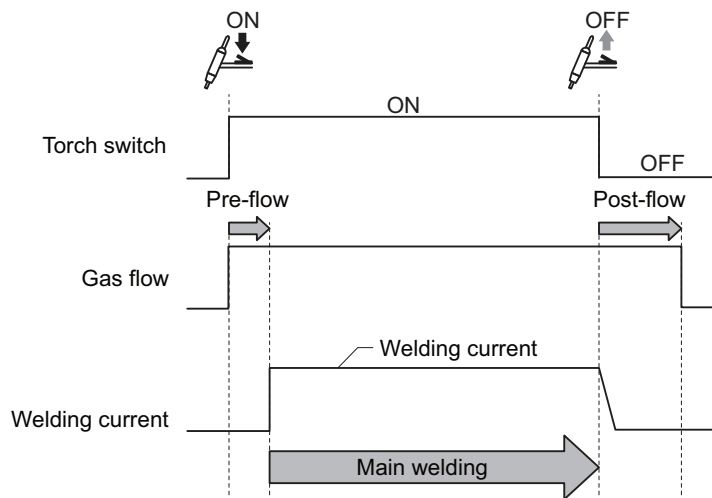 ON
OFF
ON
Torch switch
OFF
Pre-flow
Post-flow
Gas flow
Welding current
Welding current
Main welding